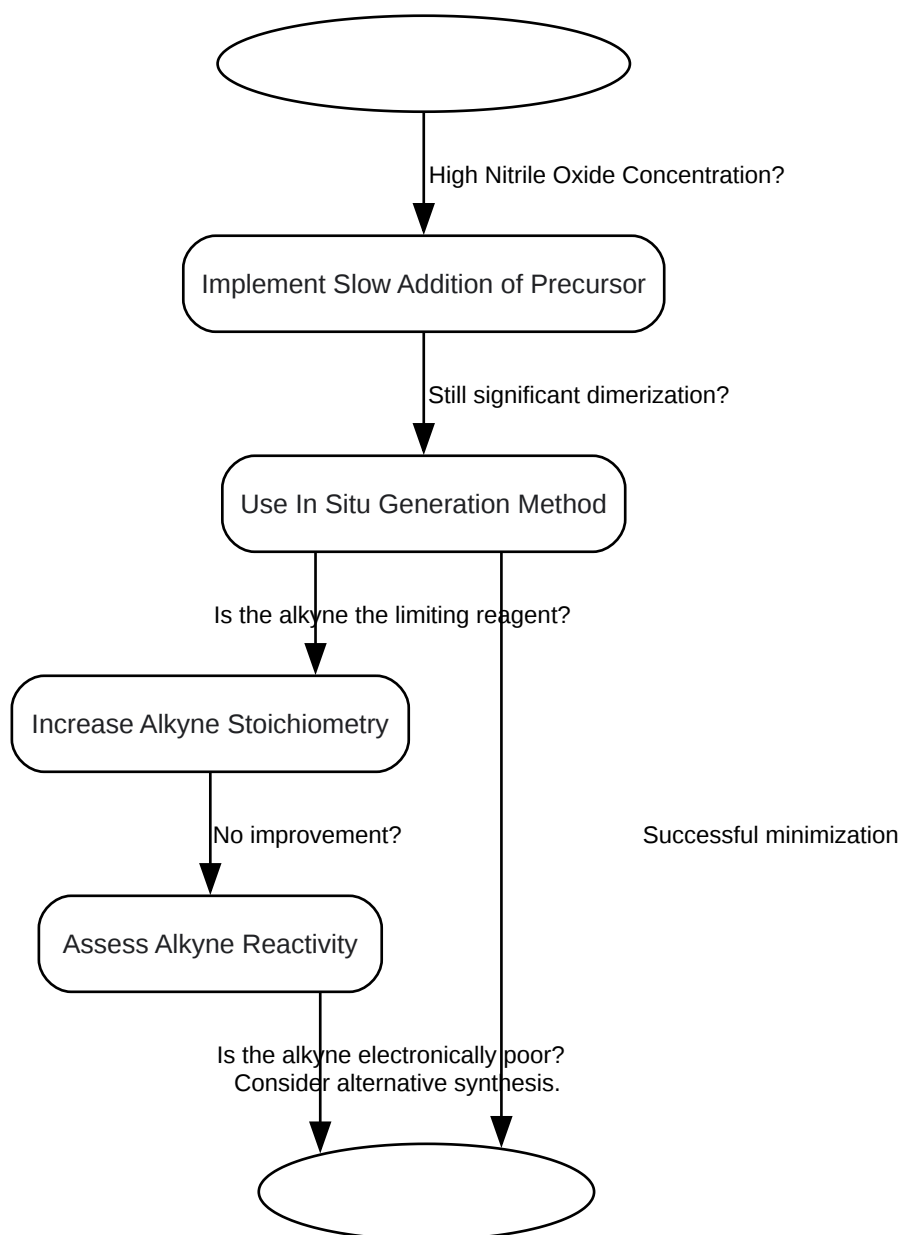 High Nitrile Oxide Concentration?
Implement Slow Addition of Precursor
Still significant dimerization?
Use In Situ Generation Method
Is the alkyne the limiting reagent?
Increase Alkyne Stoichiometry
No improvement?
Successful minimization
Assess Alkyne Reactivity
Is the alkyne electronically poor?
Consider alternative synthesis.